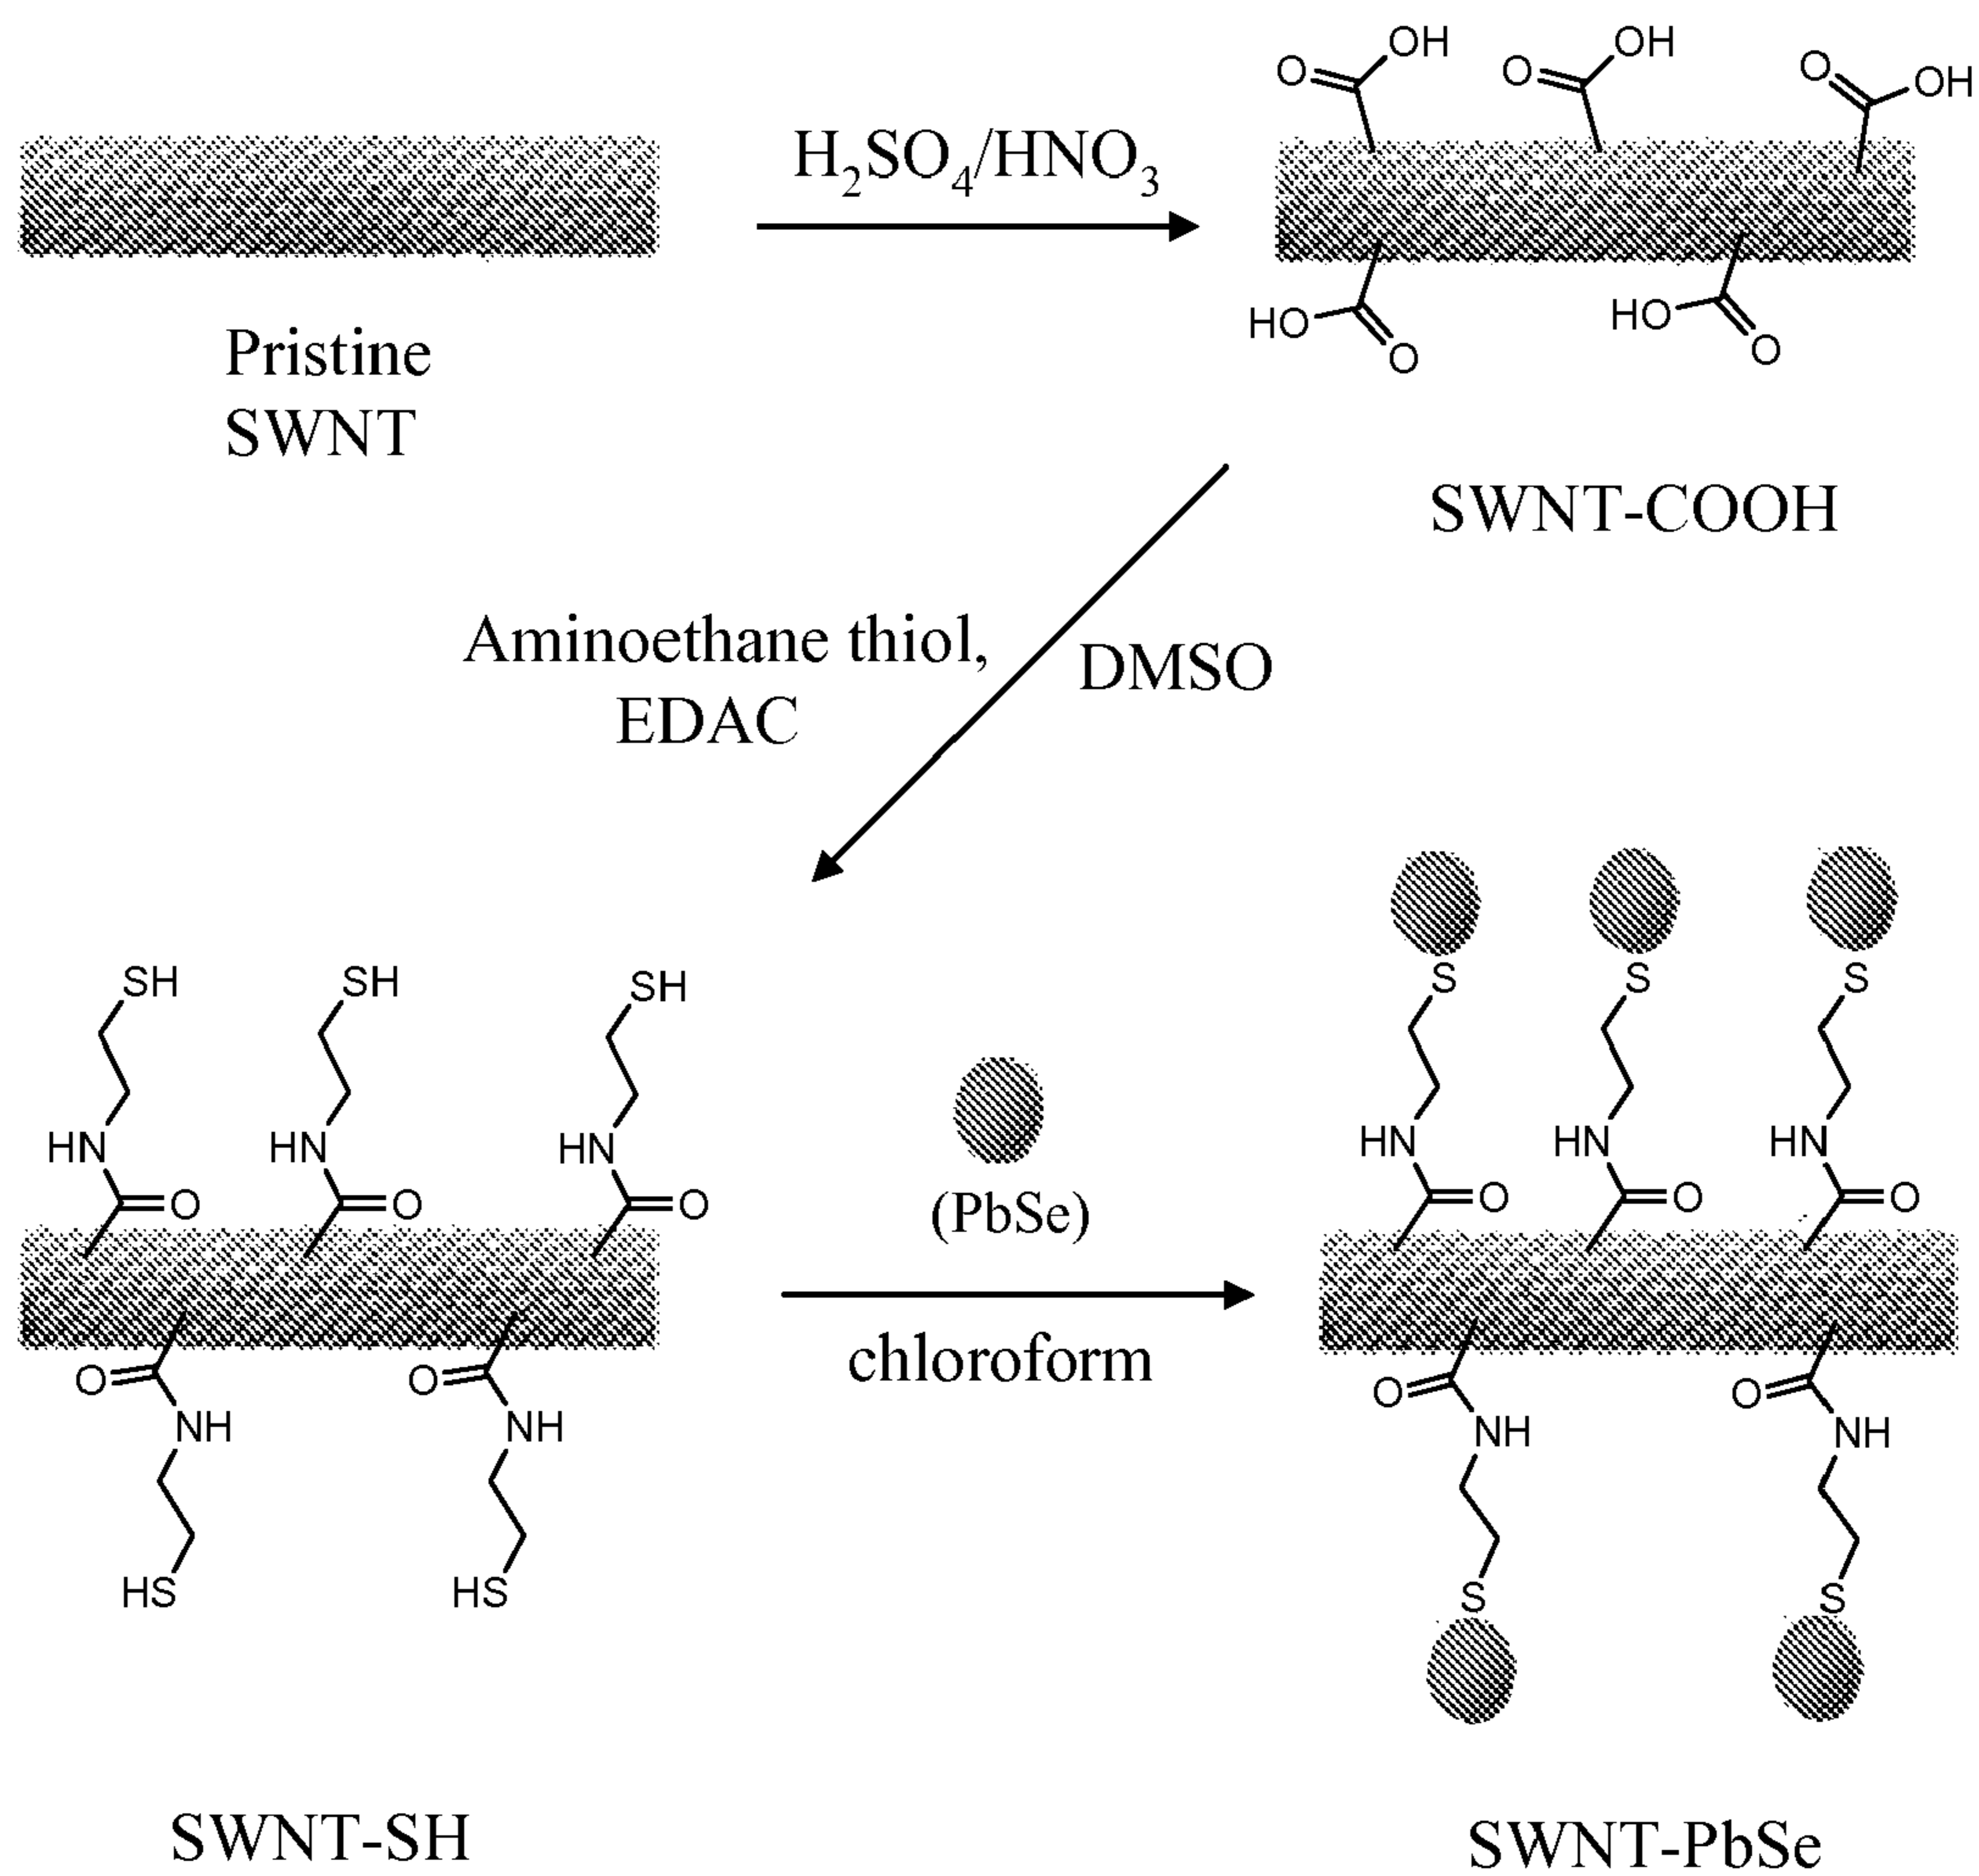 H₂SO₄/HNO₃
O OH
O OH
O OH
HO O
HO O
Pristine
SWNT
SWNT-COOH
Aminoethane thiol,
EDAC
DMSO
SH
SH
SH
HN
HN
HN
O
O
O
O
O
NH
NH
HS
HS
SWNT-SH
(PbSe)
chloroform
S
S
S
HN
HN
HN
O
O
O
O
O
NH
NH
S
S
SWNT-PbSe